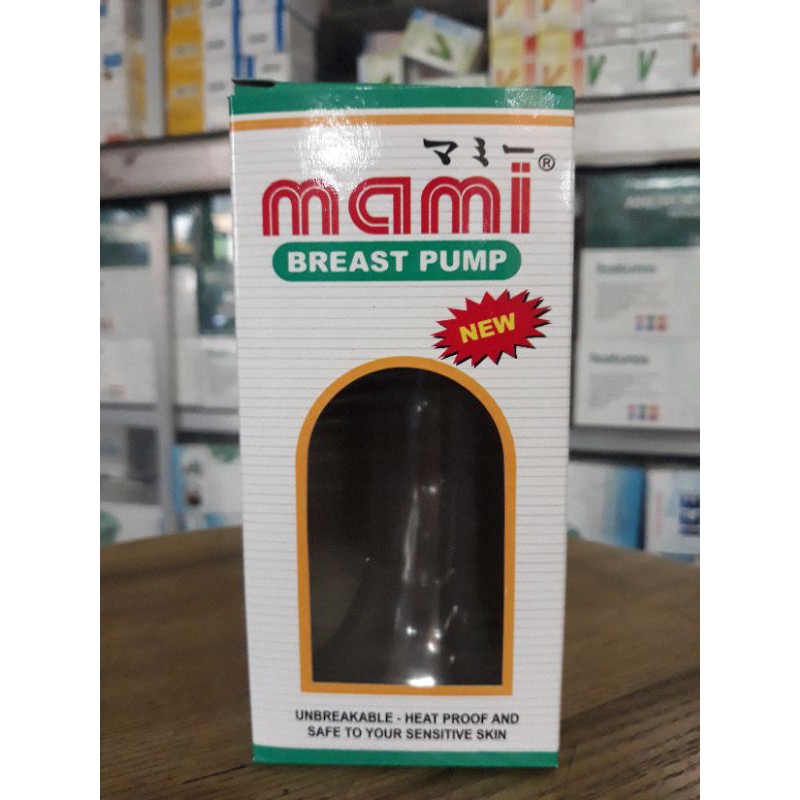 マミー
mami®
BREAST PUMP
NEW
UNBREAKABLE - HEAT PROOF AND
SAFE TO YOUR SENSITIVE SKIN